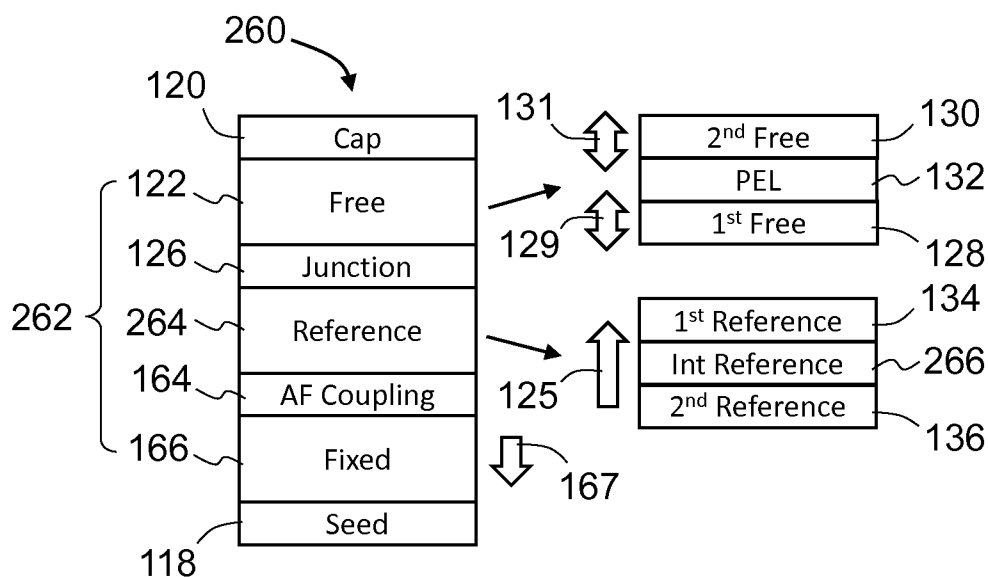 260
120
Cap
131
2nd Free
130
122
Free
PEL
132
129
1st Free
128
126
Junction
262
264
Reference
1st Reference
134
125
Int Reference
266
164
AF Coupling
2nd Reference
136
166
Fixed
167
118
Seed